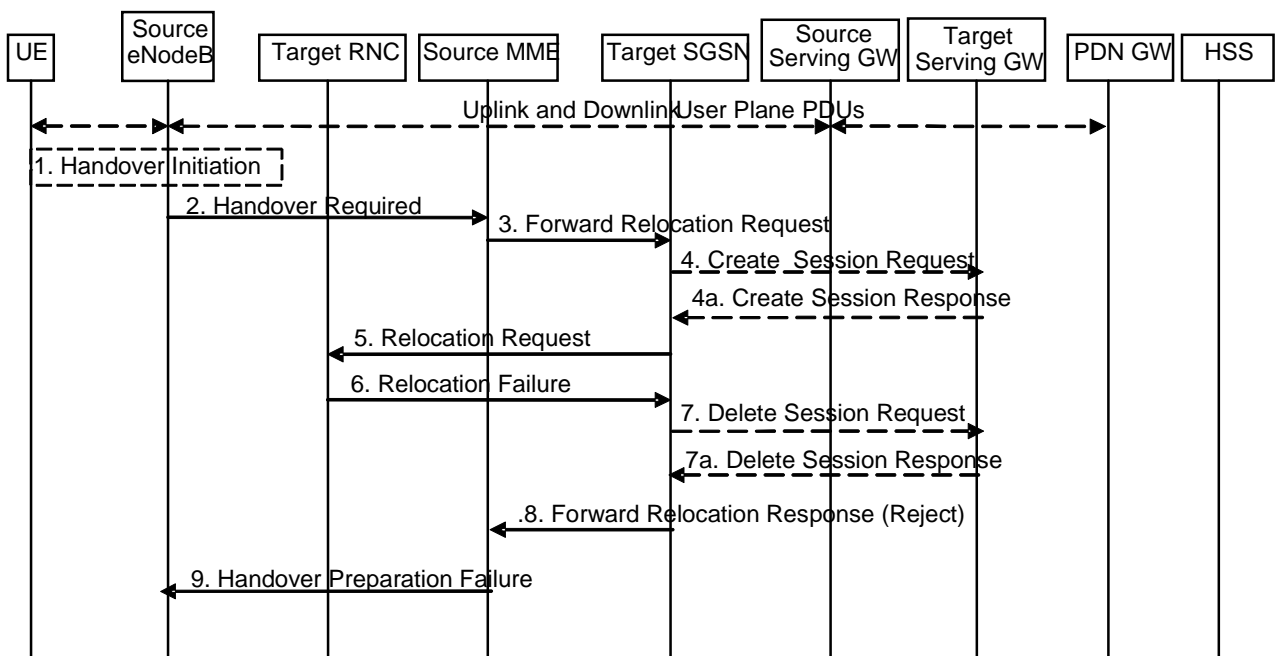 UE
Source
eNodeB
Target RNC
Source MME
Target SGSN
Source
Serving GW
Target
Serving GW
PDN GW
HSS
Uplink and Downlink User Plane PDUs
1. Handover Initiation
2. Handover Required
3. Forward Relocation Request
4. Create Session Request
4a. Create Session Response
5. Relocation Request
6. Relocation Failure
7. Delete Session Request
7a. Delete Session Response
.8. Forward Relocation Response (Reject)
9. Handover Preparation Failure